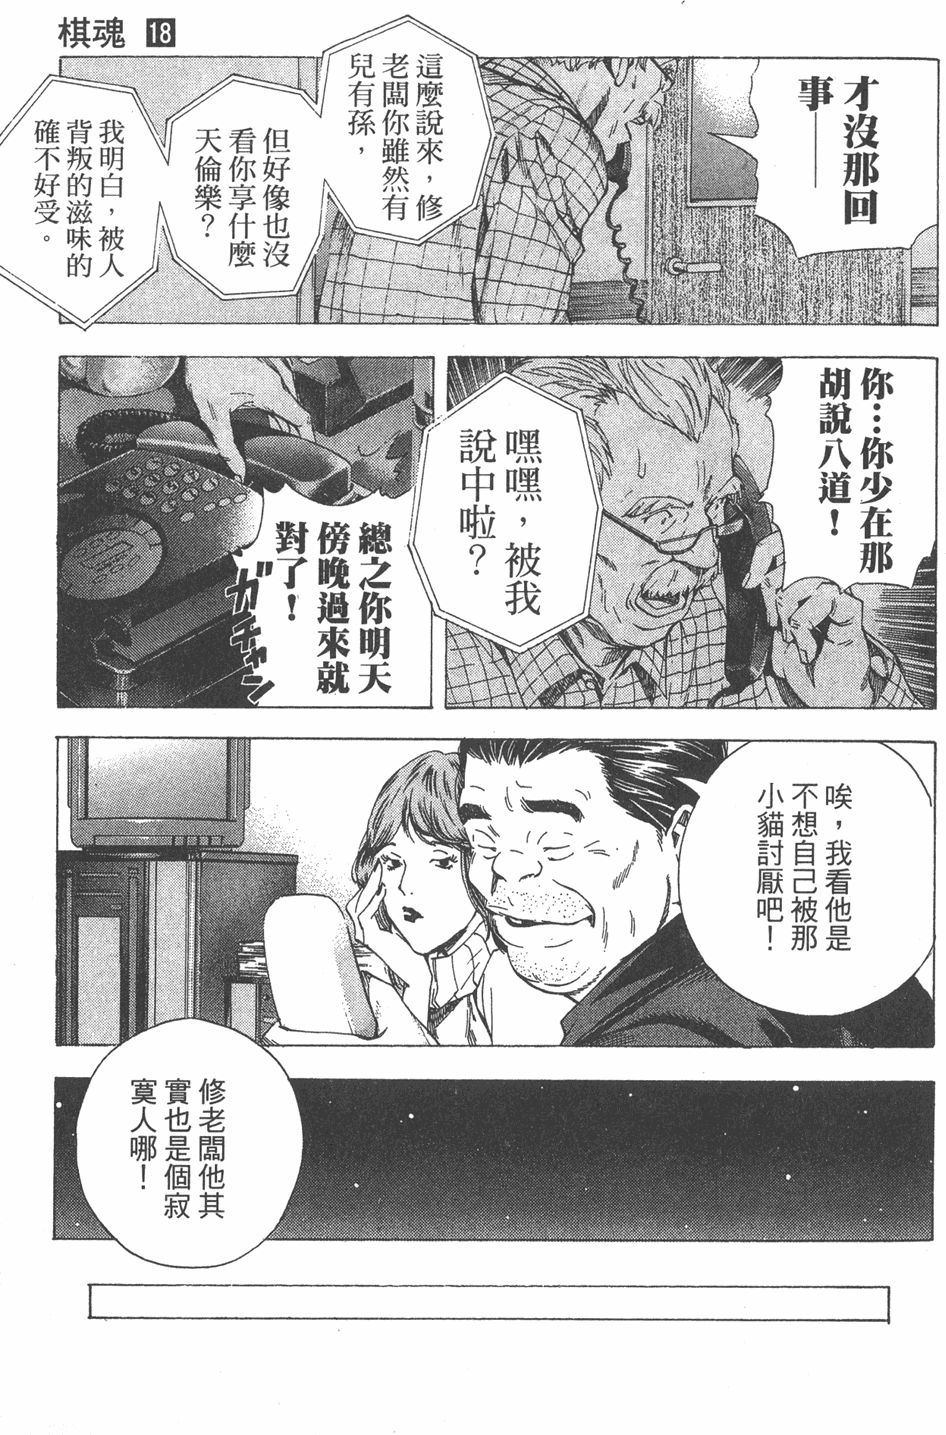 棋魂 18
才沒那回
事──
這麼說來，修
老闆你雖然有
兒有孫，
但好像也沒
看你享什麼
天倫樂？
我明白，被人
背叛的滋味的
確不好受。
你…你少在那
胡說八道！
嘿嘿，被我
說中啦？
總之你明天
傍晚過來就
對了！
ガチャン
唉，我看他是
不想自己被那
小貓討厭吧！
修老闆他其
實也是個寂
寞人哪！